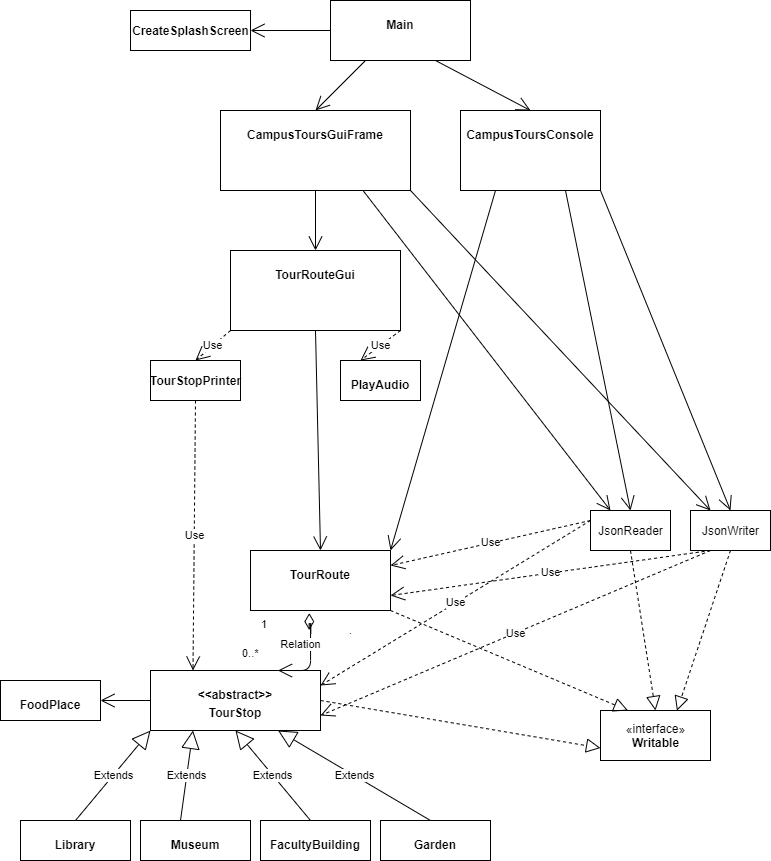 Main
CreateSplashScreen
CampusToursGuiFrame
CampusToursConsole
TourRouteGui
Use
Use
TourStopPrinter
PlayAudio
JsonReader
JsonWriter
Use
Use
TourRoute
Use
Use
1
Relation
.
Use
0..*
<<abstract>>
TourStop
FoodPlace
«interface»
Writable
Extends
Extends
Extends
Extends
Library
Museum
FacultyBuilding
Garden